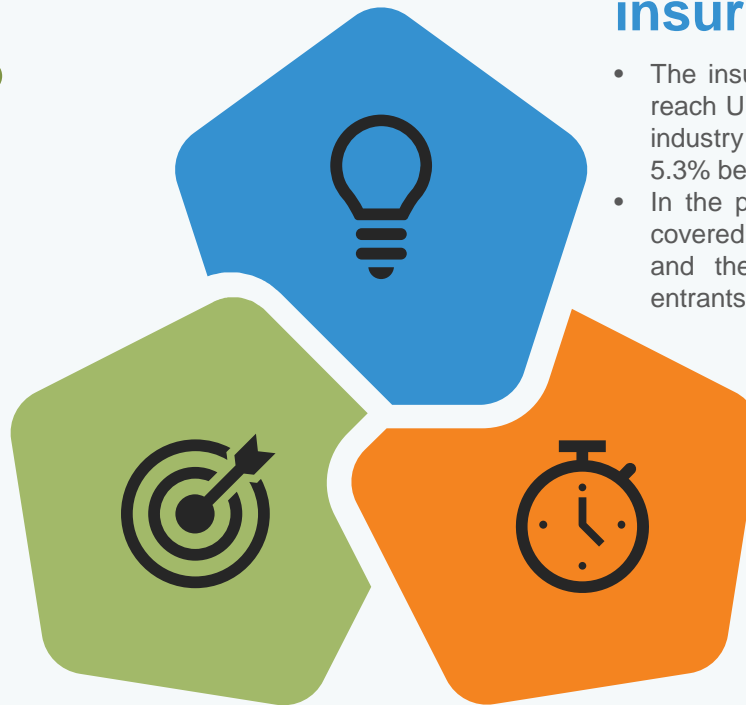 insur
• The insu
reach U
industry
5.3% be
• In the p
covered
and the
entrants